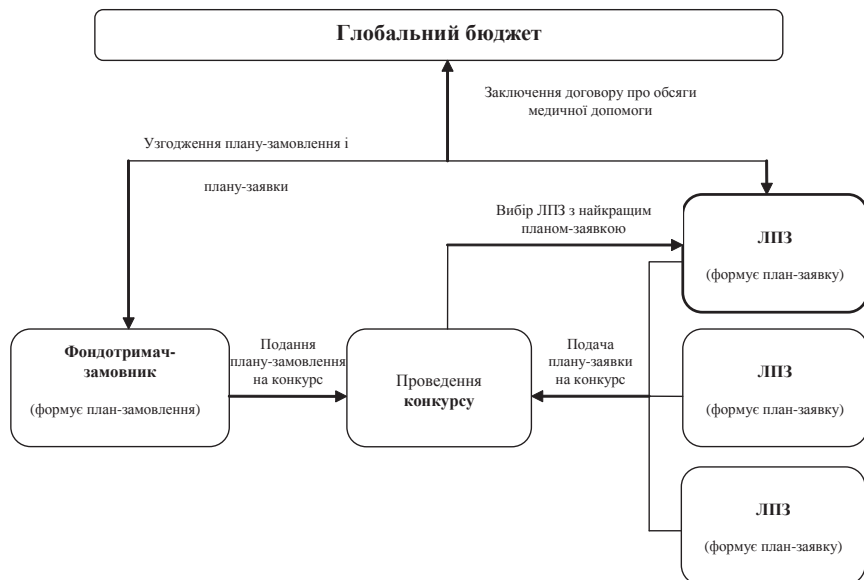 Глобальний бюджет
Заключення договору про обсяги
медичної допомоги
Узгодження плану-замовлення і
плану-заявки
Вибір ЛПЗ з найкращим
планом-заявкою
ЛПЗ
(формує план-заявку)
Фондотримач-
замовник
(формує план-замовлення)
Подання
плану-замовлення
на конкурс
Проведення
конкурсу
Подача
плану-заявки
на конкурс
ЛПЗ
(формує план-заявку)
ЛПЗ
(формує план-заявку)